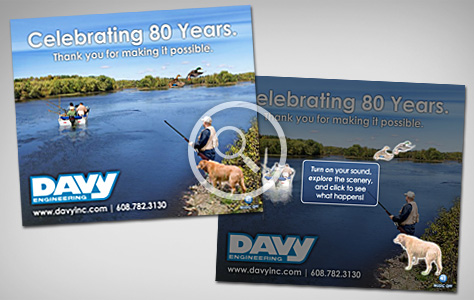 Celebrating 80 Years.
Thank you for making it possible.
DAVY
ENGINEERING
www.davyinc.com | 608.782.3130
Celebrating 80 Years.
Thank you for making it possible.
Turn on your sound,
explore the scenery,
and click to see
what happens!
DAVY
ENGINEERING
www.davyinc.com | 608.782.3130
MUSIC OFF